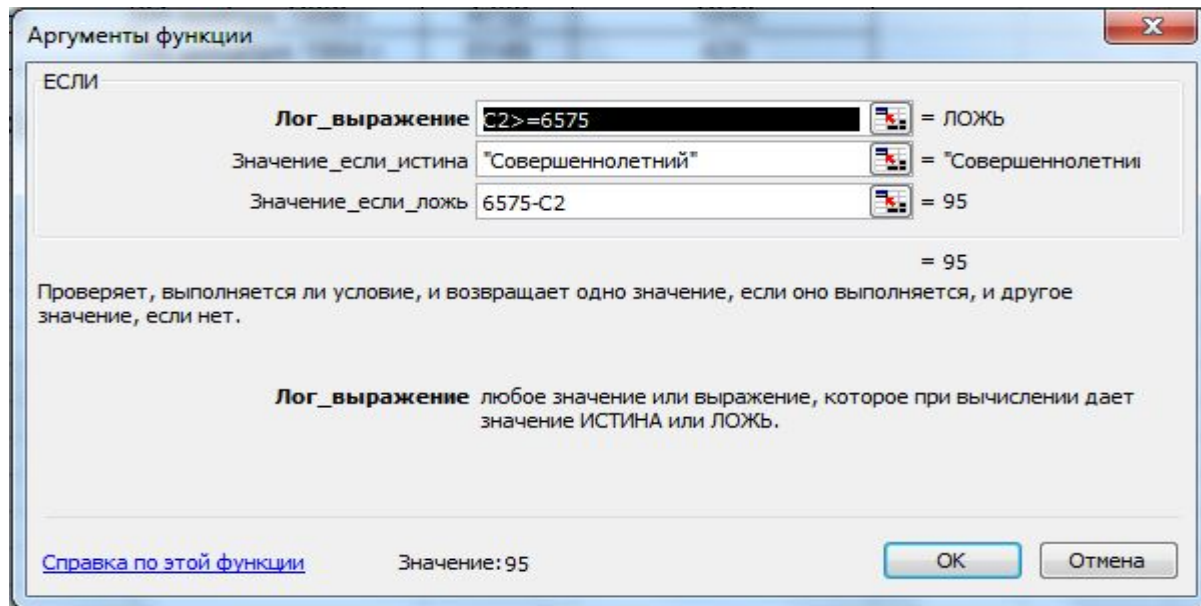 Аргументы функции
ЕСЛИ
Лог_выражение C2>=6575 = ЛОЖЬ
Значение_если_истина "Совершеннолетний" = "Совершеннолетни
Значение_если_ложь 6575-C2 = 95
= 95
Проверяет, выполняется ли условие, и возвращает одно значение, если оно выполняется, и другое
значение, если нет.
Лог_выражение любое значение или выражение, которое при вычислении дает
значение ИСТИНА или ЛОЖЬ.
Справка по этой функции Значение: 95 ОК Отмена